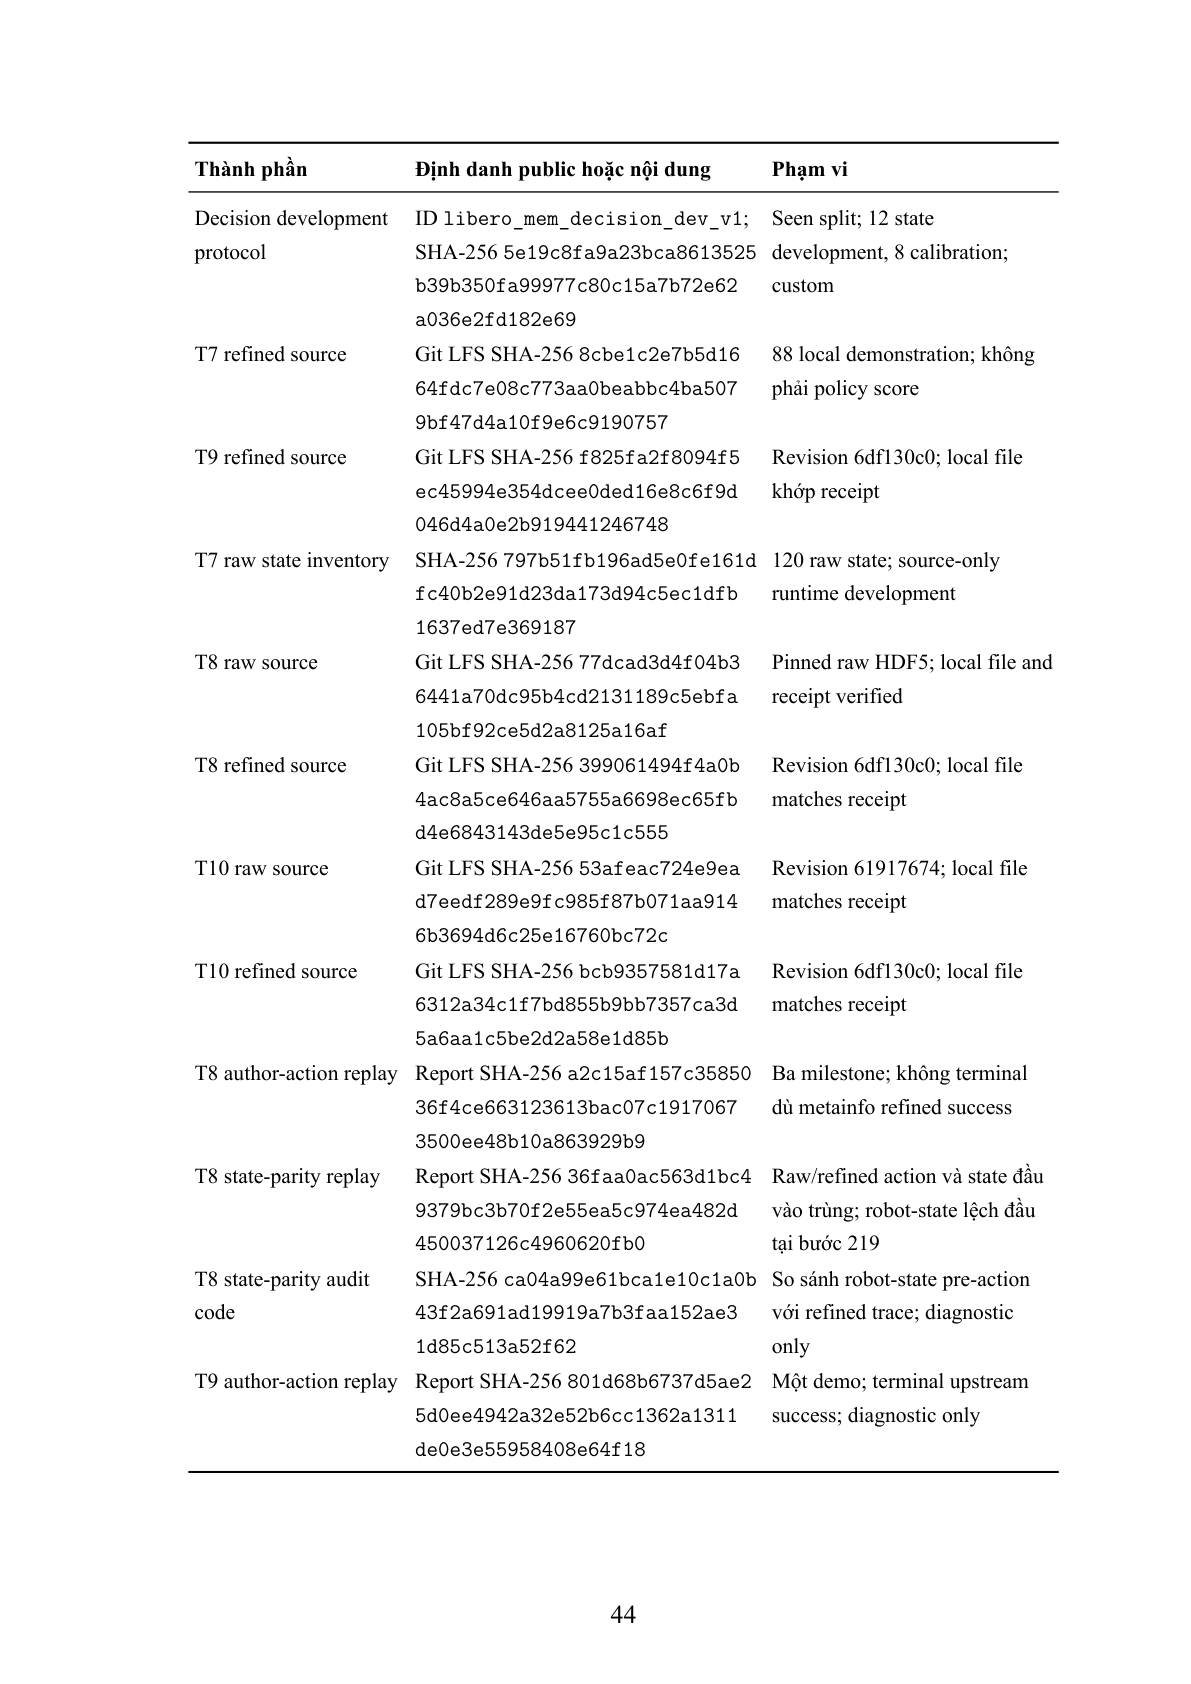 Thành phần Định danh public hoặc nội dung Phạm vi
Decision development ID libero_mem_decision_dev_v1; Seen split; 12 state
protocol SHA-256 5e19c8fa9a23bca8613525 development, 8 calibration;
b39b350fa99977c80c15a7b72e62 custom
a036e2fd182e69
T7 refined source Git LFS SHA-256 8cbe1c2e7b5d16 88 local demonstration; không
64fdc7e08c773aa0beabbc4ba507 phải policy score
9bf47d4a10f9e6c9190757
T9 refined source Git LFS SHA-256 f825fa2f8094f5 Revision 6df130c0; local file
ec45994e354dcee0ded16e8c6f9d khớp receipt
046d4a0e2b919441246748
T7 raw state inventory SHA-256 797b51fb196ad5e0fe161d 120 raw state; source-only
fc40b2e91d23da173d94c5ec1dfb runtime development
1637ed7e369187
T8 raw source Git LFS SHA-256 77dcad3d4f04b3 Pinned raw HDF5; local file and
6441a70dc95b4cd2131189c5ebfa receipt verified
105bf92ce5d2a8125a16af
T8 refined source Git LFS SHA-256 399061494f4a0b Revision 6df130c0; local file
4ac8a5ce646aa5755a6698ec65fb matches receipt
d4e6843143de5e95c1c555
T10 raw source Git LFS SHA-256 53afeac724e9ea Revision 61917674; local file
d7eedf289e9fc985f87b071aa914 matches receipt
6b3694d6c25e16760bc72c
T10 refined source Git LFS SHA-256 bcb9357581d17a Revision 6df130c0; local file
6312a34c1f7bd855b9bb7357ca3d matches receipt
5a6aa1c5be2d2a58e1d85b
T8 author-action replay Report SHA-256 a2c15af157c35850 Ba milestone; không terminal
36f4ce663123613bac07c1917067 dù metainfo refined success
3500ee48b10a863929b9
T8 state-parity replay Report SHA-256 36faa0ac563d1bc4 Raw/refined action và state đầu
9379bc3b70f2e55ea5c974ea482d vào trùng; robot-state lệch đầu
450037126c4960620fb0 tại bước 219
T8 state-parity audit SHA-256 ca04a99e61bca1e10c1a0b So sánh robot-state pre-action
code 43f2a691ad19919a7b3faa152ae3 với refined trace; diagnostic
1d85c513a52f62 only
T9 author-action replay Report SHA-256 801d68b6737d5ae2 Một demo; terminal upstream
5d0ee4942a32e52b6cc1362a1311 success; diagnostic only
de0e3e55958408e64f18
44